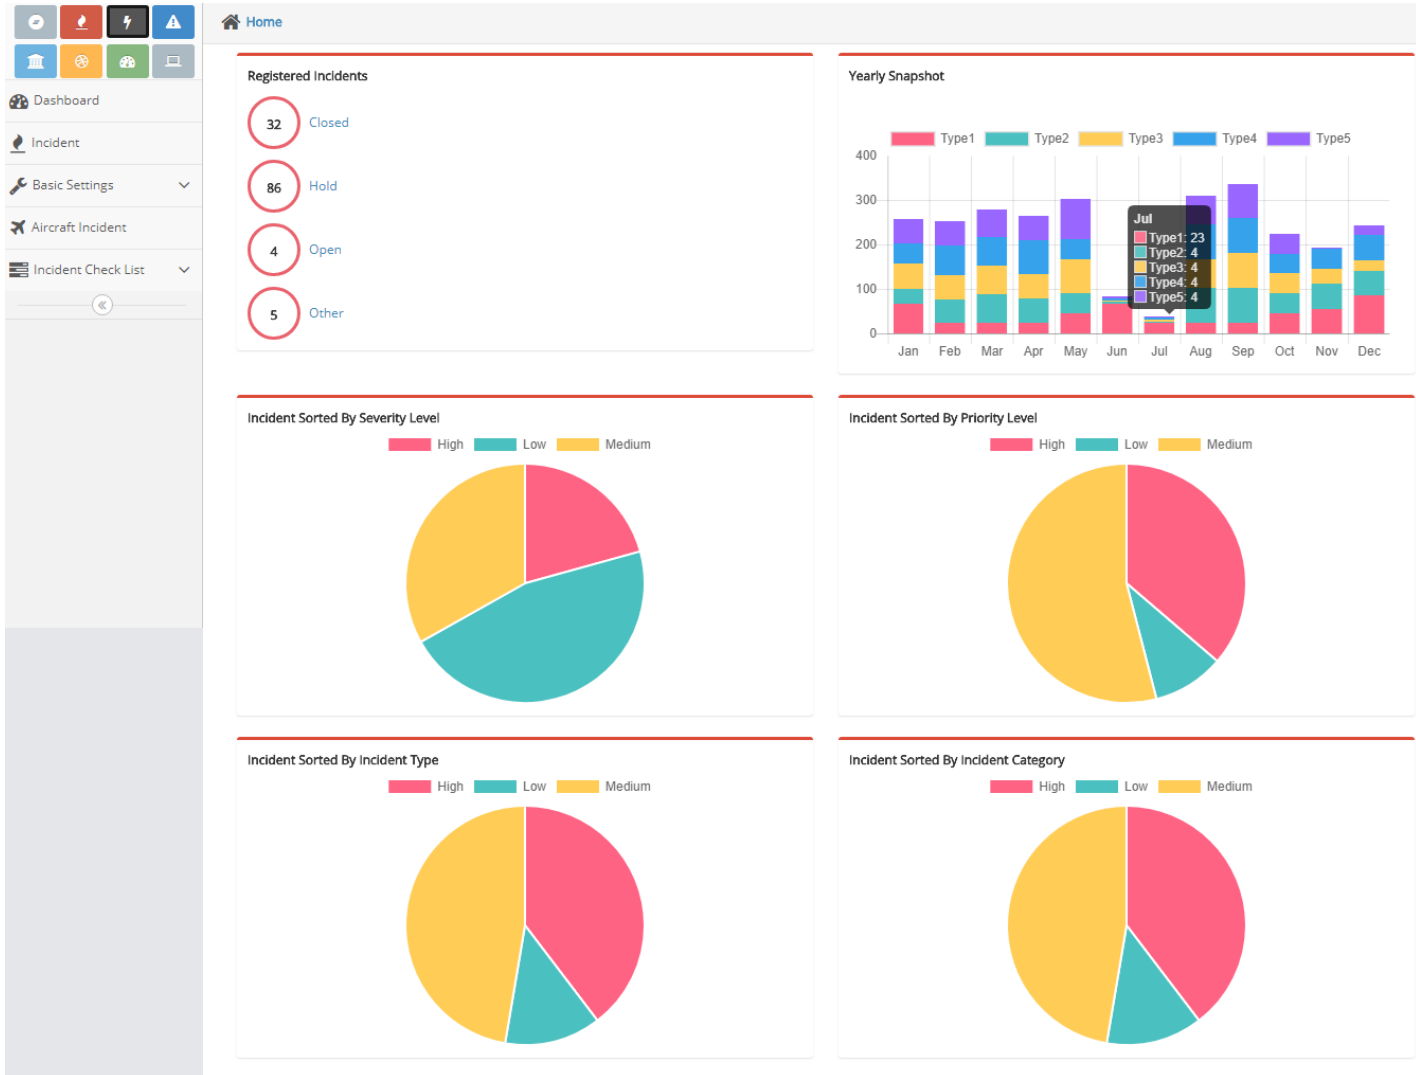 Home
Dashboard
Incident
Basic Settings
Aircraft Incident
Incident Check List
Registered Incidents
32 Closed
86 Hold
4 Open
5 Other
Yearly Snapshot
Type1 Type2 Type3 Type4 Type5
400
300
200
100
0
Jul
Type1: 23
Type2: 4
Type3: 4
Type4: 4
Type5: 4
Jan Feb Mar Apr May Jun Jul Aug Sep Oct Nov Dec
Incident Sorted By Severity Level
High Low Medium
Incident Sorted By Priority Level
High Low Medium
Incident Sorted By Incident Type
High Low Medium
Incident Sorted By Incident Category
High Low Medium